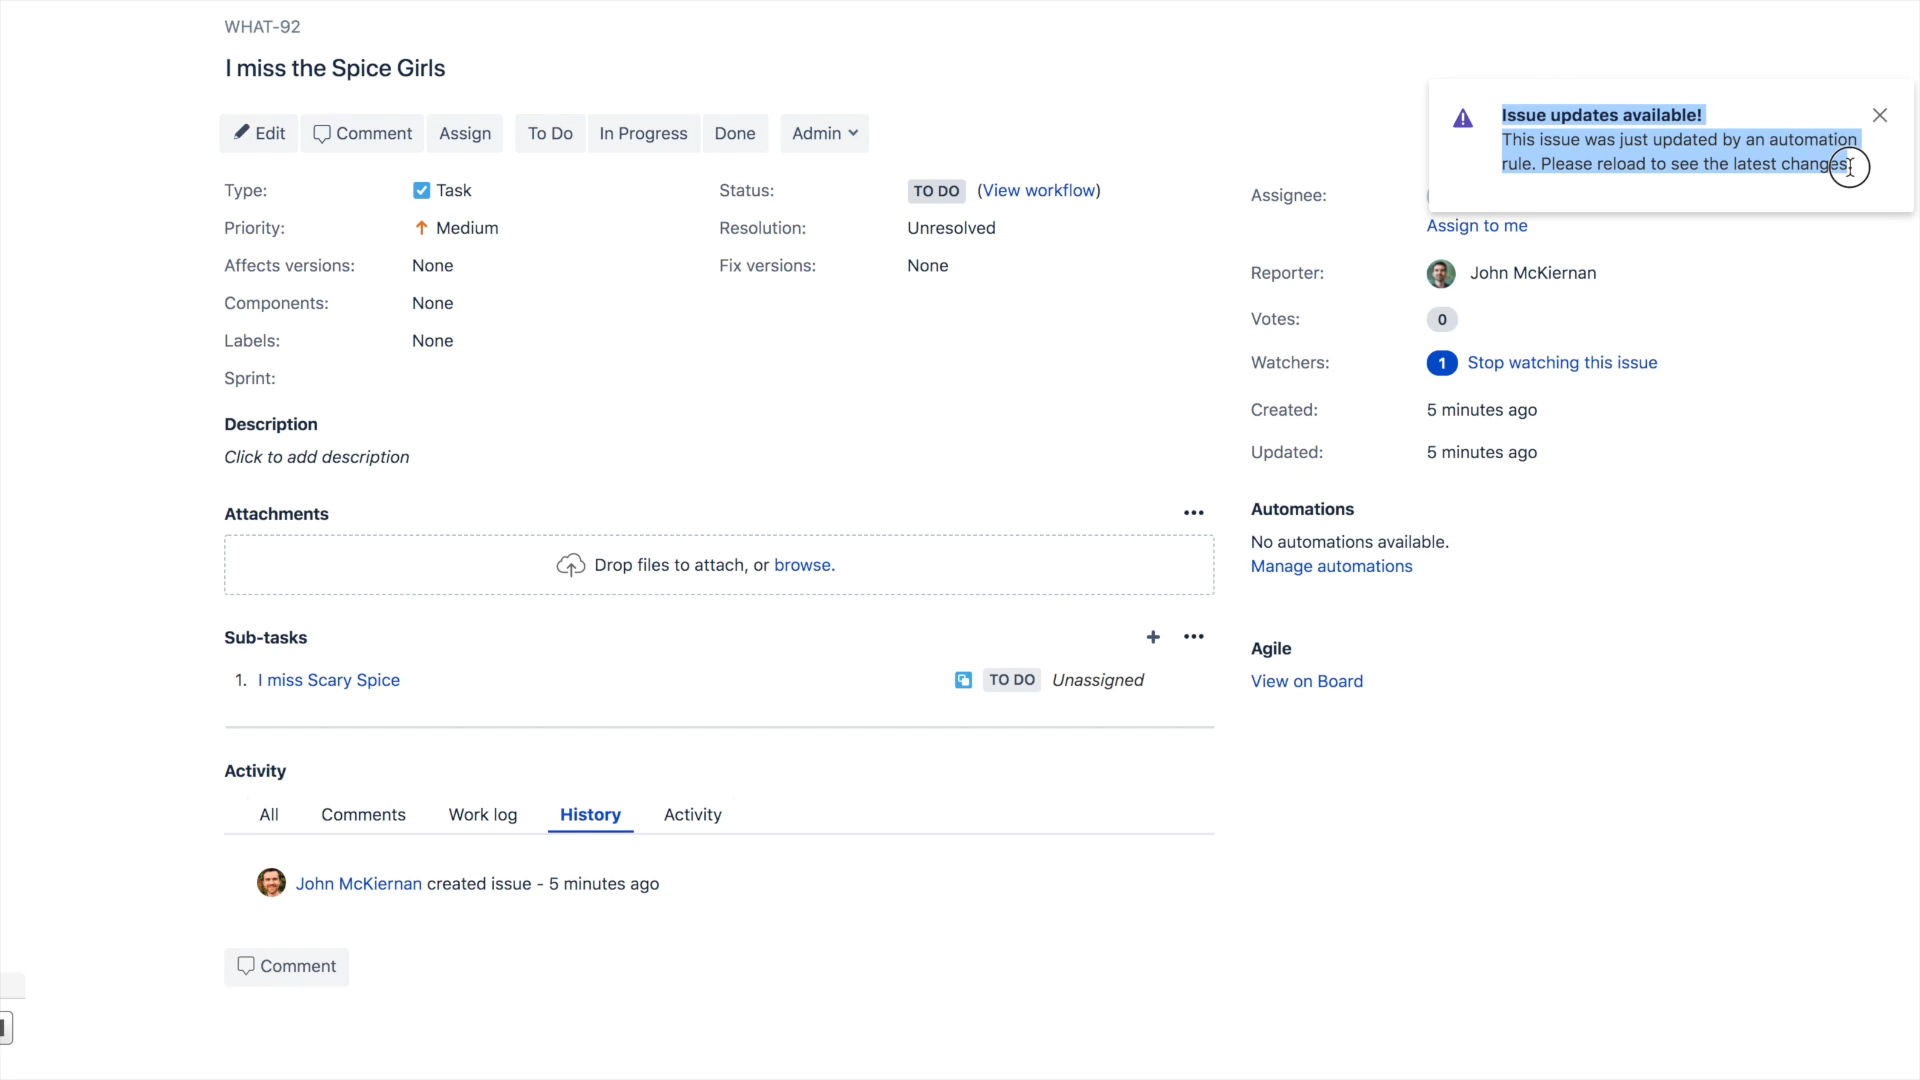 WHAT-92
I miss the Spice Girls
Edit
Comment
Assign
To Do
In Progress
Done
Admin
Issue updates available!
This issue was just updated by an automation
rule. Please reload to see the latest changes.
Type:
Task
Status:
TO DO
(View workflow)
Assignee:
Assign to me
Priority:
Medium
Resolution:
Unresolved
Affects versions:
None
Fix versions:
None
Reporter:
John McKiernan
Components:
None
Votes:
0
Labels:
None
Watchers:
1
Stop watching this issue
Sprint:
Created:
5 minutes ago
Updated:
5 minutes ago
Description
Click to add description
Attachments
Drop files to attach, or browse.
Automations
No automations available.
Manage automations
Sub-tasks
1. I miss Scary Spice
TO DO
Unassigned
Agile
View on Board
Activity
All
Comments
Work log
History
Activity
John McKiernan created issue - 5 minutes ago
Comment